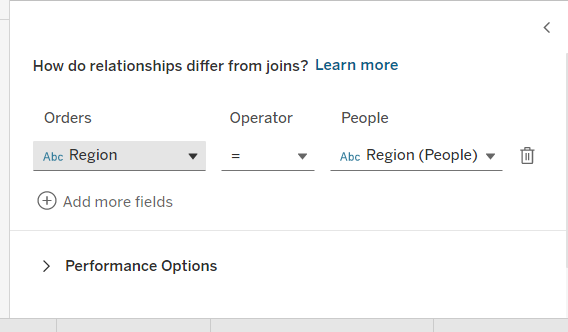 How do relationships differ from joins? Learn more
Orders Operator People
Abc Region = Abc Region (People)
Add more fields
Performance Options